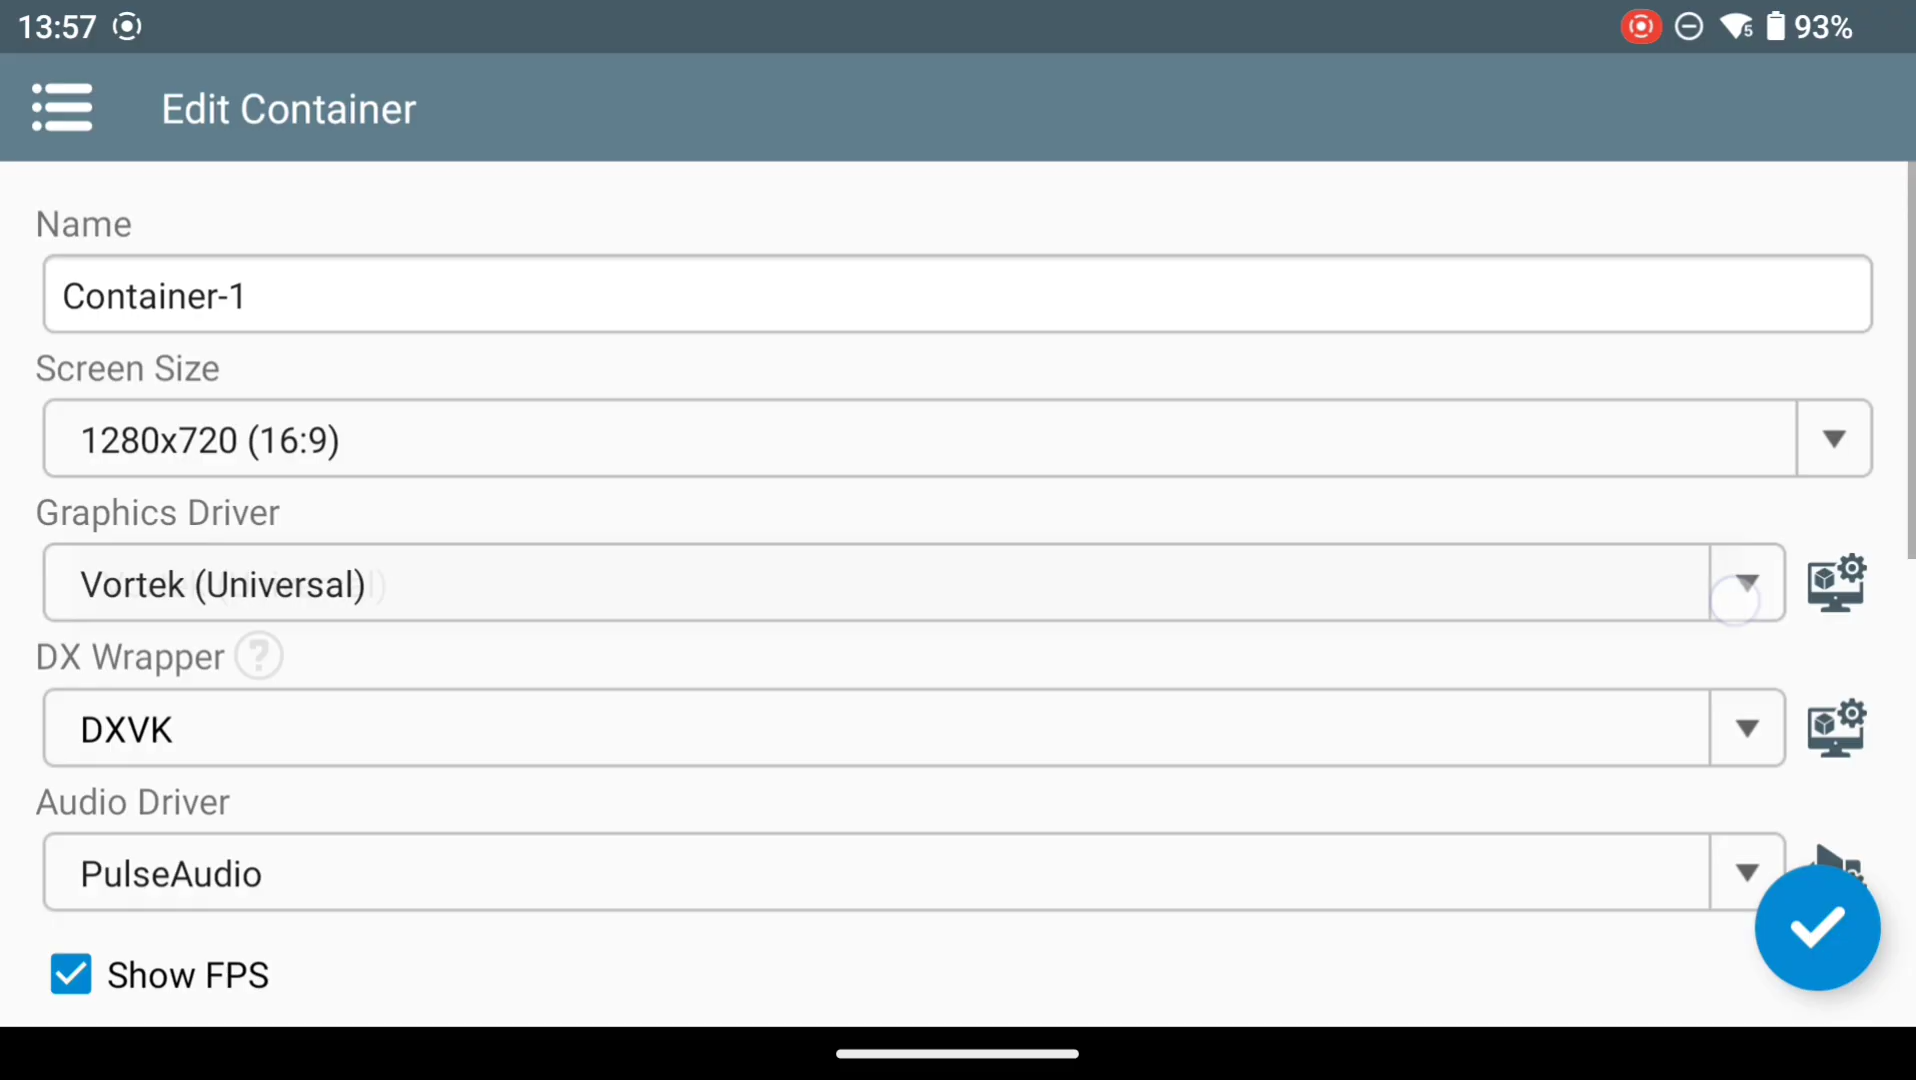 13:57
5 93%
Edit Container
Name
Container-1
Screen Size
1280x720 (16:9)
Graphics Driver
Vortek (Universal)
DX Wrapper ?
DXVK
Audio Driver
PulseAudio
Show FPS